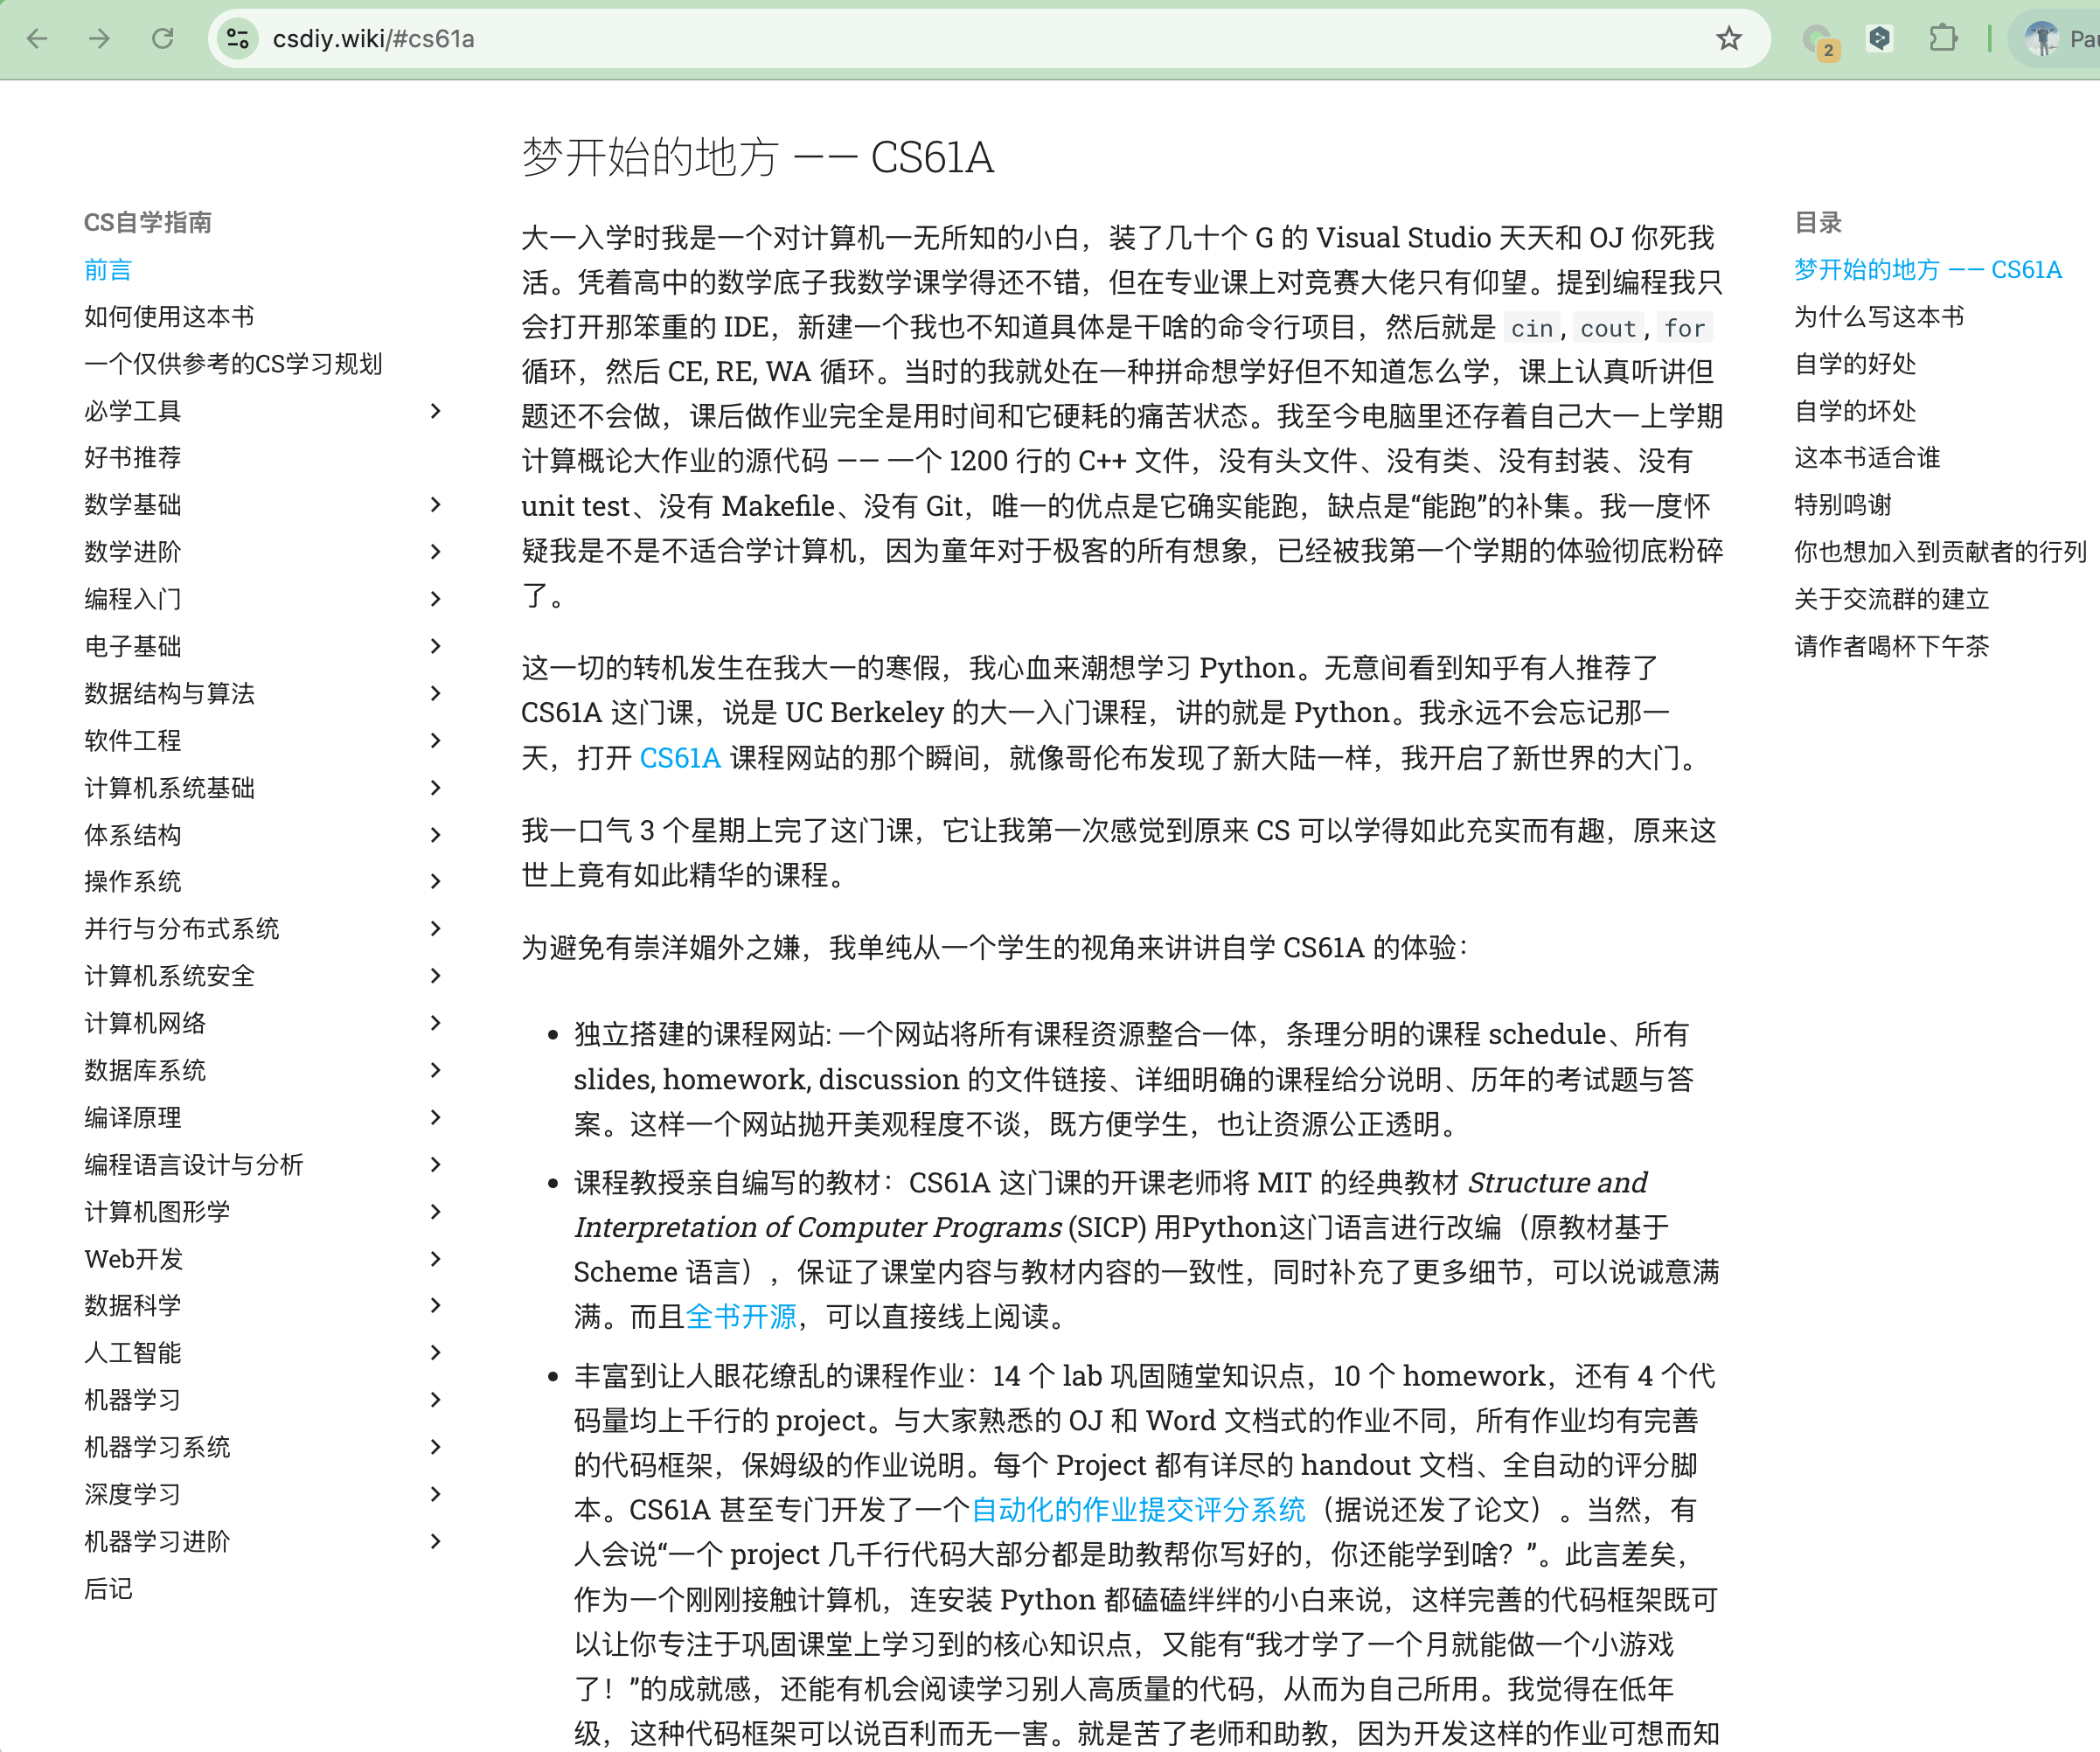 csdiy.wiki/#cs61a
2
CS自学指南
前言
如何使用这本书
一个仅供参考的CS学习规划
必学工具
好书推荐
数学基础
数学进阶
编程入门
电子基础
数据结构与算法
软件工程
计算机系统基础
体系结构
操作系统
并行与分布式系统
计算机系统安全
计算机网络
数据库系统
编译原理
编程语言设计与分析
计算机图形学
Web开发
数据科学
人工智能
机器学习
机器学习系统
深度学习
机器学习进阶
后记
梦开始的地方 —— CS61A
大一入学时我是一个对计算机一无所知的小白，装了几十个 G 的 Visual Studio 天天和 OJ 你死我
活。凭着高中的数学底子我数学课学得还不错，但在专业课上对竞赛大佬只有仰望。提到编程我只
会打开那笨重的 IDE，新建一个我也不知道具体是干啥的命令行项目，然后就是 cin, cout, for
循环，然后 CE, RE, WA 循环。当时的我就处在一种拼命想学好但不知道怎么学，课上认真听讲但
题还不会做，课后做作业完全是用时间和它硬耗的痛苦状态。我至今电脑里还存着自己大一上学期
计算概论大作业的源代码 —— 一个 1200 行的 C++ 文件，没有头文件、没有类、没有封装、没有
unit test、没有 Makefile、没有 Git，唯一的优点是它确实能跑，缺点是“能跑”的补集。我一度怀
疑我是不是不适合学计算机，因为童年对于极客的所有想象，已经被我第一个学期的体验彻底粉碎
了。
这一切的转机发生在我大一的寒假，我心血来潮想学习 Python。无意间看到知乎有人推荐了
CS61A 这门课，说是 UC Berkeley 的大一入门课程，讲的就是 Python。我永远不会忘记那一
天，打开 CS61A 课程网站的那个瞬间，就像哥伦布发现了新大陆一样，我开启了新世界的大门。
我一口气 3 个星期上完了这门课，它让我第一次感觉到原来 CS 可以学得如此充实而有趣，原来这
世上竟有如此精华的课程。
为避免有崇洋媚外之嫌，我单纯从一个学生的视角来讲讲自学 CS61A 的体验：
独立搭建的课程网站: 一个网站将所有课程资源整合一体，条理分明的课程 schedule、所有
slides, homework, discussion 的文件链接、详细明确的课程给分说明、历年的考试题与答
案。这样一个网站抛开美观程度不谈，既方便学生，也让资源公正透明。
课程教授亲自编写的教材：CS61A 这门课的开课老师将 MIT 的经典教材 Structure and
Interpretation of Computer Programs (SICP) 用Python这门语言进行改编（原教材基于
Scheme 语言），保证了课堂内容与教材内容的一致性，同时补充了更多细节，可以说诚意满
满。而且全书开源，可以直接线上阅读。
丰富到让人眼花缭乱的课程作业：14 个 lab 巩固随堂知识点，10 个 homework，还有 4 个代
码量均上千行的 project。与大家熟悉的 OJ 和 Word 文档式的作业不同，所有作业均有完善
的代码框架，保姆级的作业说明。每个 Project 都有详尽的 handout 文档、全自动的评分脚
本。CS61A 甚至专门开发了一个自动化的作业提交评分系统（据说还发了论文）。当然，有
人会说“一个 project 几千行代码大部分都是助教帮你写好的，你还能学到啥？”。此言差矣，
作为一个刚刚接触计算机，连安装 Python 都磕磕绊绊的小白来说，这样完善的代码框架既可
以让你专注于巩固课堂上学习到的核心知识点，又能有“我才学了一个月就能做一个小游戏
了！”的成就感，还能有机会阅读学习别人高质量的代码，从而为自己所用。我觉得在低年
级，这种代码框架可以说百利而无一害。就是苦了老师和助教，因为开发这样的作业可想而知
目录
梦开始的地方 —— CS61A
为什么写这本书
自学的好处
自学的坏处
这本书适合谁
特别鸣谢
你也想加入到贡献者的行列
关于交流群的建立
请作者喝杯下午茶